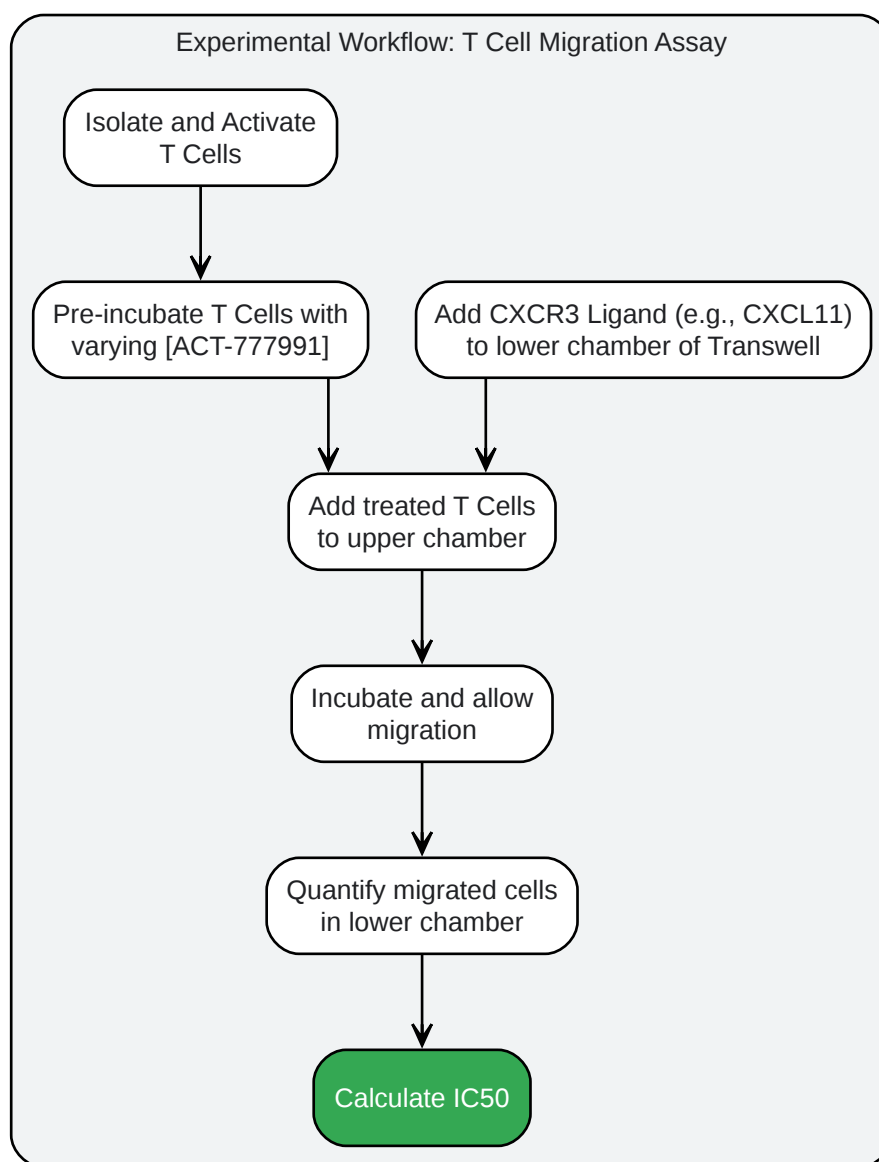 Experimental Workflow: T Cell Migration Assay
Isolate and Activate
T Cells
Pre-incubate T Cells with
varying [ACT-777991]
Add CXCR3 Ligand (e.g., CXCL11)
to lower chamber of Transwell
Add treated T Cells
to upper chamber
Incubate and allow
migration
Quantify migrated cells
in lower chamber
Calculate IC50